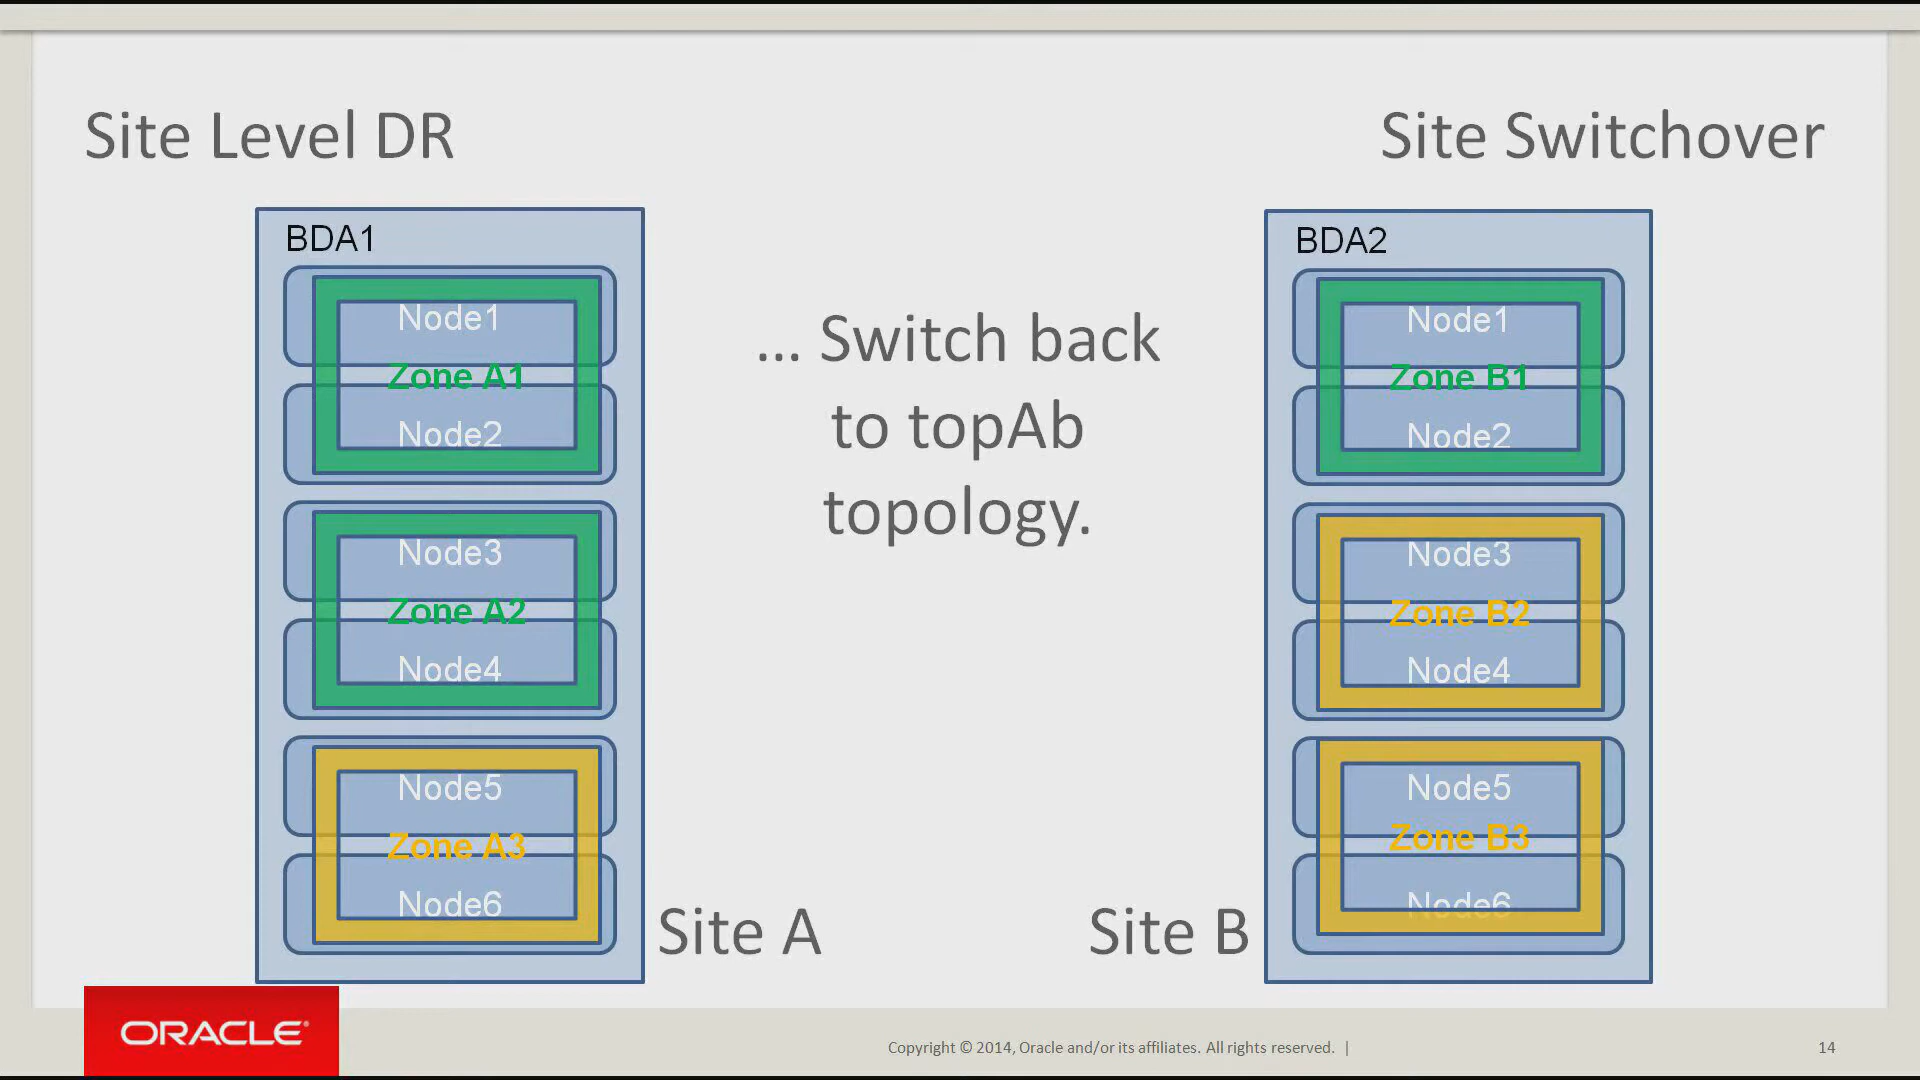 Site Level DR
Site Switchover
BDA1
Node1
Zone A1
Node2
Node3
Zone A2
Node4
Node5
Zone A3
Node6
Site A
... Switch back
to topAb
topology.
BDA2
Node1
Zone B1
Node2
Node3
Zone B2
Node4
Node5
Zone B3
Node6
Site B
ORACLE®
Copyright © 2014, Oracle and/or its affiliates. All rights reserved. |
14